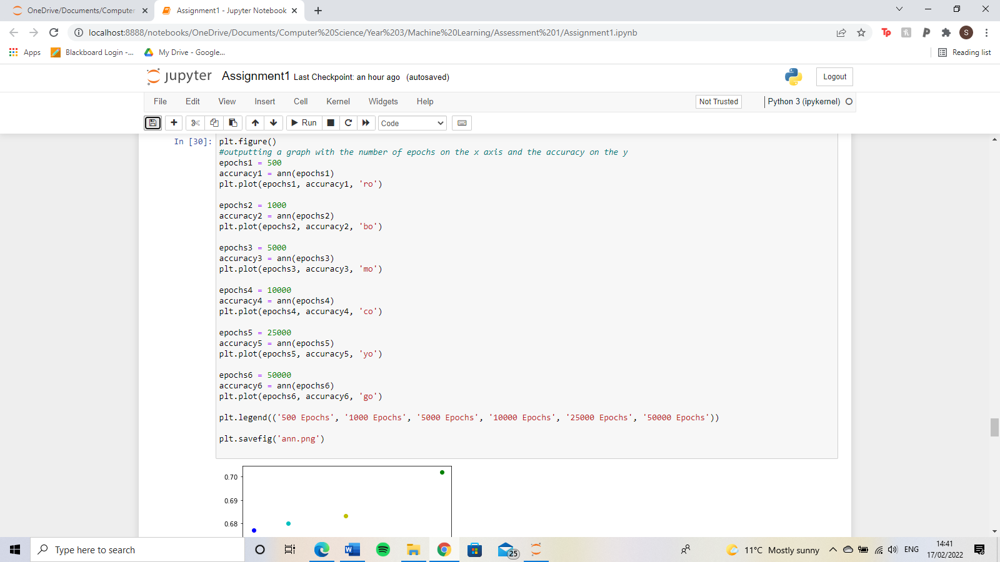 OneDrive/Documents/Computer
Assignment1 - Jupyter Notebook
localhost:8888/notebooks/OneDrive/Documents/Computer%20Science/Year%203/Machine%20Learning/Assessment%201/Assignment1.ipynb
Tp
S
Apps
Blackboard Login -...
My Drive - Google...
Reading list
jupyter Assignment1 Last Checkpoint: an hour ago (autosaved)
Logout
File Edit View Insert Cell Kernel Widgets Help
Not Trusted
Python 3 (ipykernel)
Run
Code
In [30]: plt.figure()
#outputting a graph with the number of epochs on the x axis and the accuracy on the y
epochs1 = 500
accuracy1 = ann(epochs1)
plt.plot(epochs1, accuracy1, 'ro')
epochs2 = 1000
accuracy2 = ann(epochs2)
plt.plot(epochs2, accuracy2, 'bo')
epochs3 = 5000
accuracy3 = ann(epochs3)
plt.plot(epochs3, accuracy3, 'mo')
epochs4 = 10000
accuracy4 = ann(epochs4)
plt.plot(epochs4, accuracy4, 'co')
epochs5 = 25000
accuracy5 = ann(epochs5)
plt.plot(epochs5, accuracy5, 'yo')
epochs6 = 50000
accuracy6 = ann(epochs6)
plt.plot(epochs6, accuracy6, 'go')
plt.legend(('500 Epochs', '1000 Epochs', '5000 Epochs', '10000 Epochs', '25000 Epochs', '50000 Epochs'))
plt.savefig('ann.png')
0.70
0.69
0.68
Type here to search
W
25
11°C Mostly sunny
ENG
14:41
17/02/2022